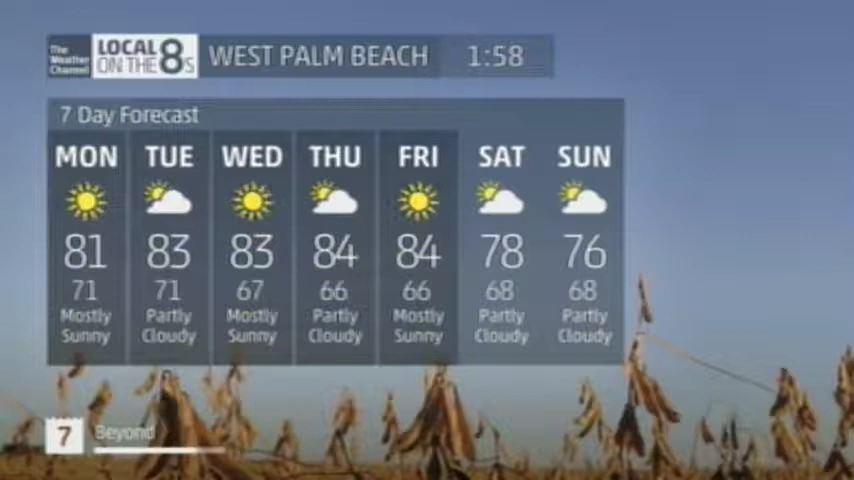 The Weather Channel
LOCAL ON THE 8s
WEST PALM BEACH
1:58
7 Day Forecast
MON TUE WED THU FRI SAT SUN
81 83 83 84 84 78 76
71 71 67 66 66 68 68
Mostly Partly Mostly Partly Mostly Partly Partly
Sunny Cloudy Sunny Cloudy Sunny Cloudy Cloudy
7 Beyond